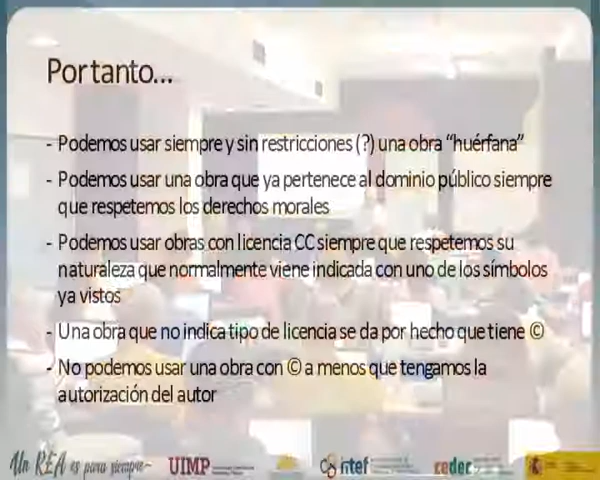 Por tanto...
- Podemos usar siempre y sin restricciones (?) una obra "huérfana"
- Podemos usar una obra que ya pertenece al dominio público siempre
que respetemos los derechos morales
- Podemos usar obras con licencia CC siempre que respetemos su
naturaleza que normalmente viene indicada con uno de los símbolos
ya vistos
- Una obra que no indica tipo de licencia se da por hecho que tiene ©
- No podemos usar una obra con © a menos que tengamos la
autorización del autor
Un REA es para siempre~ UIMP intef cedec